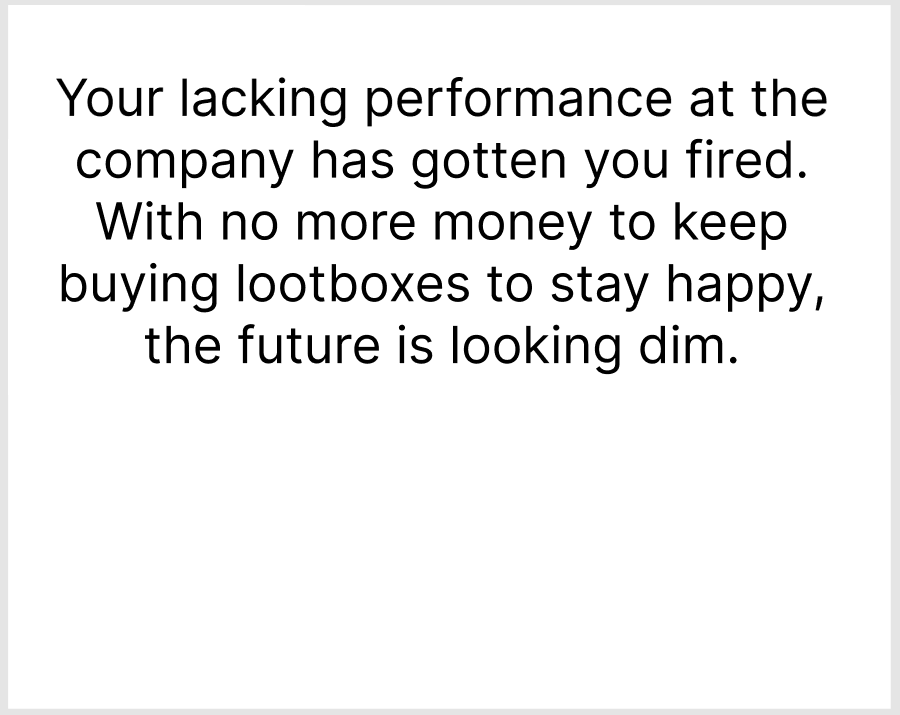 Your lacking performance at the
company has gotten you fired.
With no more money to keep
buying lootboxes to stay happy,
the future is looking dim.